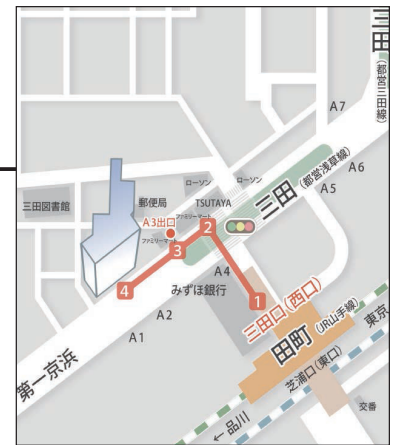 三田
(都営三田線)
A7
A6
ローソン
ローソン
三田
(都営浅草線)
A5
郵便局
TSUTAYA
三田図書館
A3出口
ファミリーマート
2
ファミリーマート
3
A4
みずほ銀行
4
1
三田口(西口)
A2
A1
田町
(JR山手線)
東京
第一京浜
芝浦口(東口)
←品川
交番